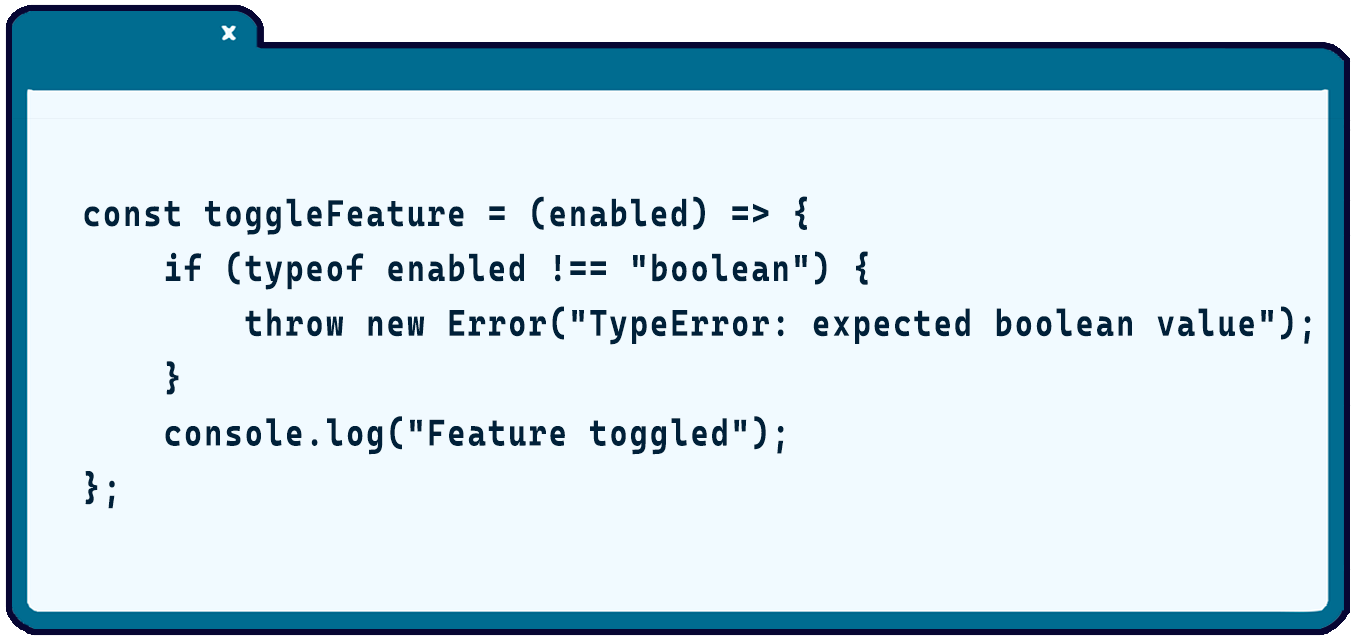 x
const toggleFeature = (enabled) => {
    if (typeof enabled !== "boolean") {
        throw new Error("TypeError: expected boolean value");
    }
    console.log("Feature toggled");
};